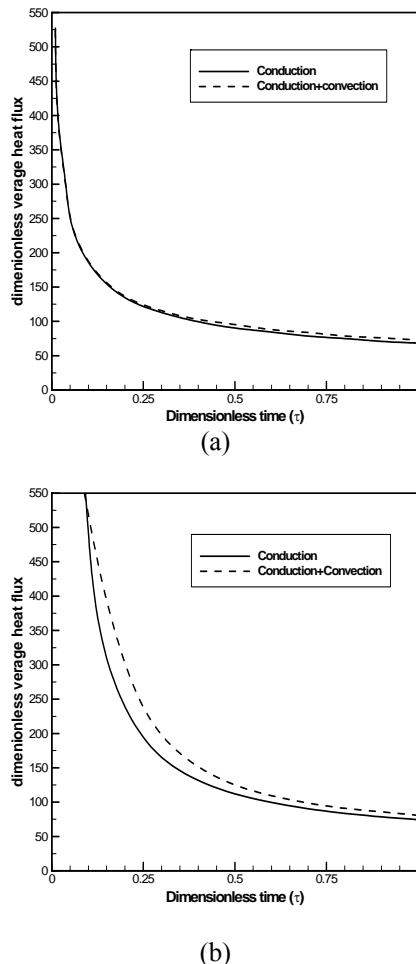 550
500
450
400
350
300
250
200
150
100
50
0
dimenionless verage heat flux
Conduction
Conduction+convection
0 0.25 0.5 0.75
Dimensionless time (τ)
(a)
550
500
450
400
350
300
250
200
150
100
50
0
dimenionless verage heat flux
Conduction
Conduction+Convection
0 0.25 0.5 0.75
Dimensionless time (τ)
(b)